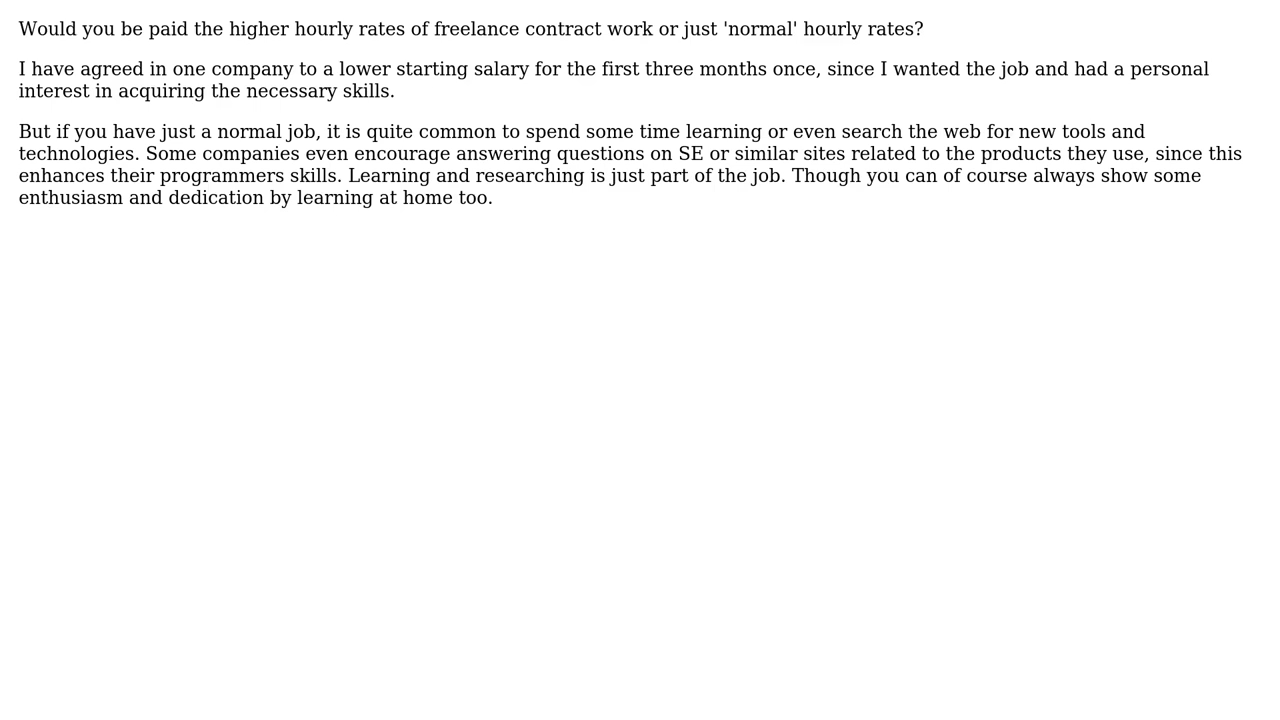 Would you be paid the higher hourly rates of freelance contract work or just 'normal' hourly rates?
I have agreed in one company to a lower starting salary for the first three months once, since I wanted the job and had a personal
interest in acquiring the necessary skills.
But if you have just a normal job, it is quite common to spend some time learning or even search the web for new tools and
technologies. Some companies even encourage answering questions on SE or similar sites related to the products they use, since this
enhances their programmers skills. Learning and researching is just part of the job. Though you can of course always show some
enthusiasm and dedication by learning at home too.